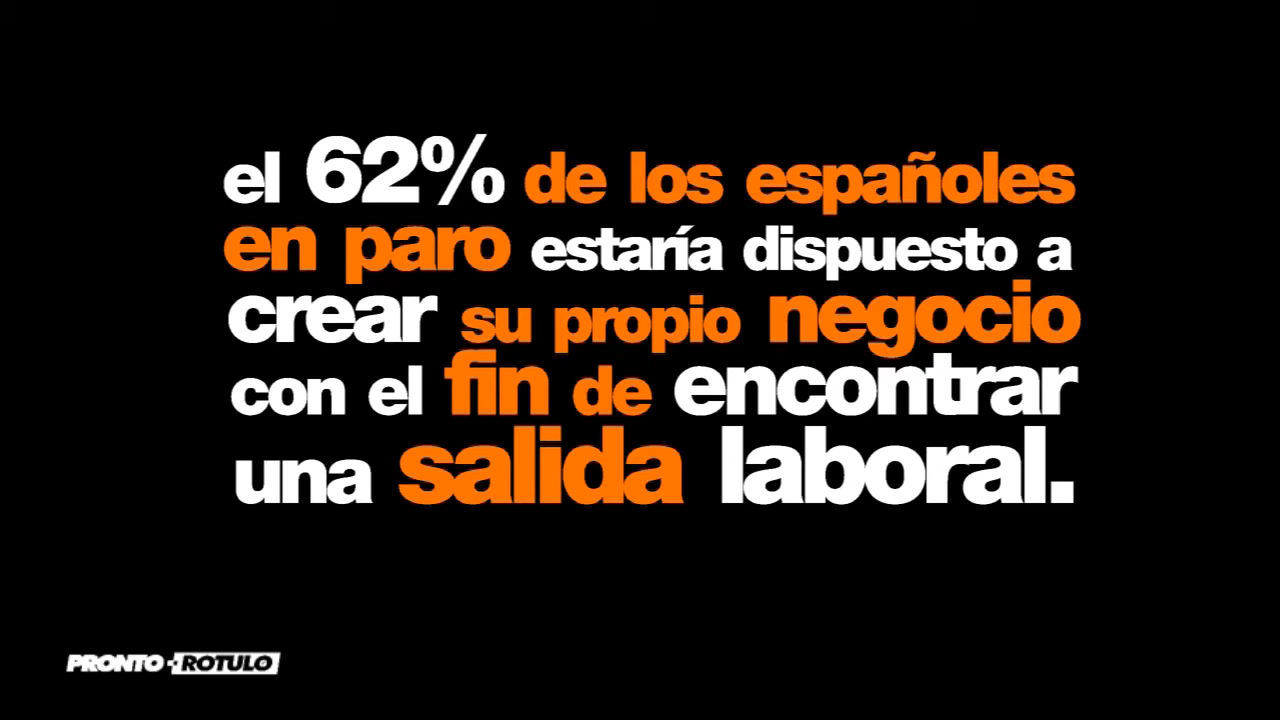 el 62% de los españoles
en paro estaría dispuesto a
crear su propio negocio
con el fin de encontrar
una salida laboral.
PRONTO-ROTULO